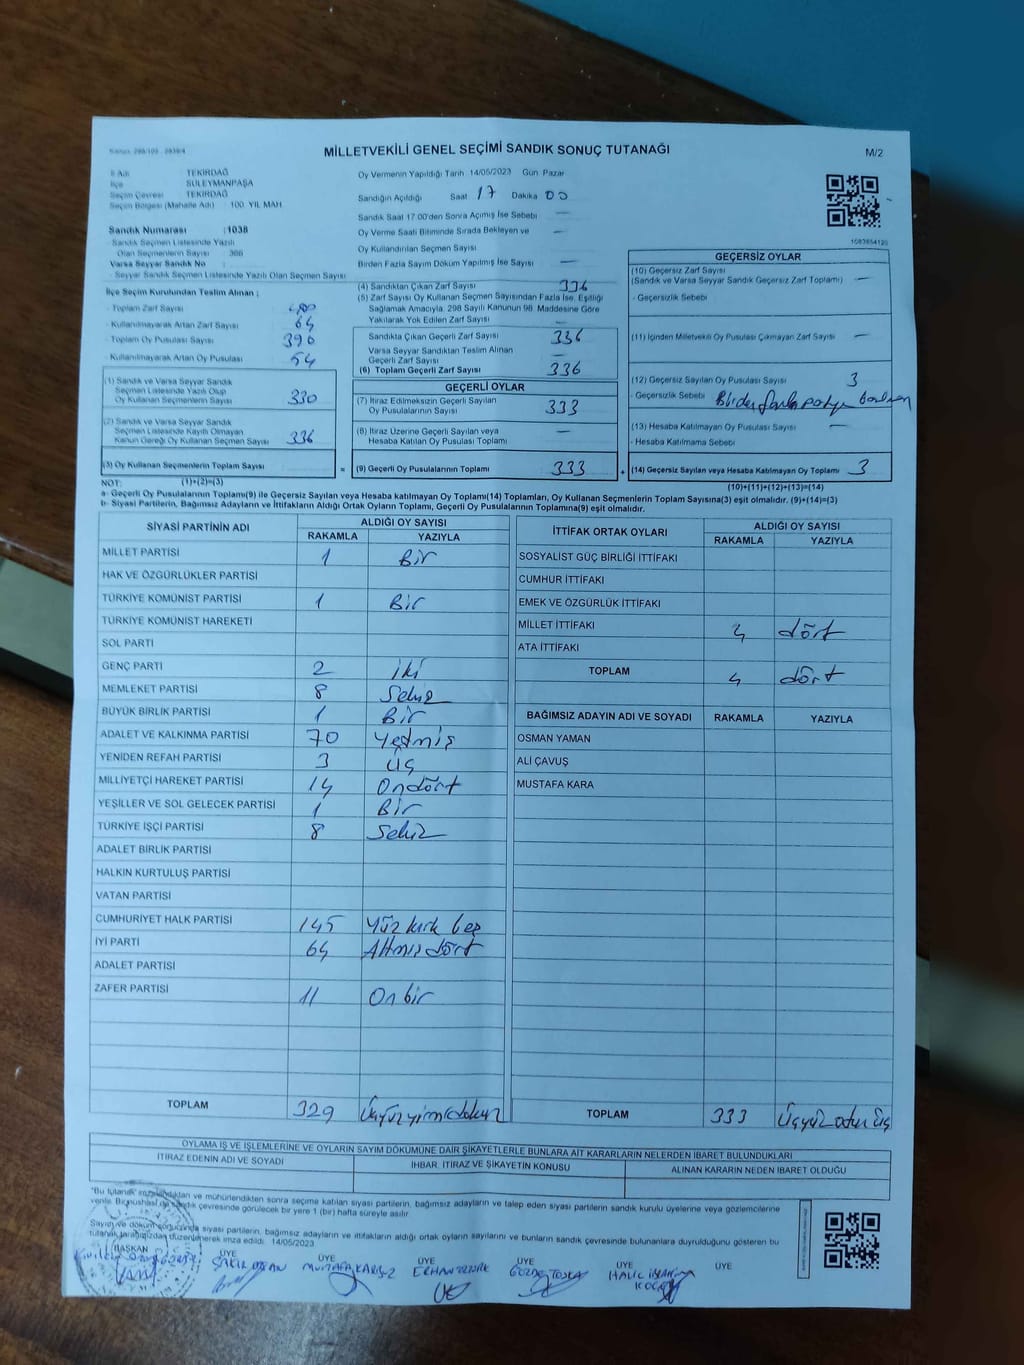 Kanun: 298/105 - 2839/4
MİLLETVEKİLİ GENEL SEÇİMİ SANDIK SONUÇ TUTANAĞI
M/2
İl Adı TEKİRDAĞ
İlçe SÜLEYMANPAŞA
Seçim Çevresi TEKİRDAĞ
Seçim Bölgesi (Mahalle Adı) : 100. YIL MAH.
Sandık Numarası : 1038
- Sandık Seçmen Listesinde Yazılı
Olan Seçmenlerin Sayısı : 386
Varsa Seyyar Sandık No
- Seyyar Sandık Seçmen Listesinde Yazılı Olan Seçmen Sayısı
İlçe Seçim Kurulundan Teslim Alınan ;
- Toplam Zarf Sayısı 400
- Kullanılmayarak Artan Zarf Sayısı 64
- Toplam Oy Pusulası Sayısı 390
- Kullanılmayarak Artan Oy Pusulası 54
(1) Sandık ve Varsa Seyyar Sandık
Seçmen Listesinde Yazılı Olup
Oy Kullanan Seçmenlerin Sayısı 330
(2) Sandık ve Varsa Seyyar Sandık
Seçmen Listesinde Kayıtlı Olmayan
Kanun Gereği Oy Kullanan Seçmen Sayısı 336
(3) Oy Kullanan Seçmenlerin Toplam Sayısı =
Oy Vermenin Yapıldığı Tarih 14/05/2023 Gün Pazar
Sandığın Açıldığı Saat 17 Dakika 00
Sandık Saat 17.00'den Sonra Açımış İse Sebebi —
Oy Verme Saati Bitiminde Sırada Bekleyen ve
Oy Kullandırılan Seçmen Sayısı —
Birden Fazla Sayım Döküm Yapılmış İse Sayısı —
(4) Sandıktan Çıkan Zarf Sayısı 336
(5) Zarf Sayısı Oy Kullanan Seçmen Sayısından Fazla İse, Eşitliği
Sağlamak Amacıyla, 298 Sayılı Kanunun 98. Maddesine Göre
Yakılarak Yok Edilen Zarf Sayısı —
Sandıkta Çıkan Geçerli Zarf Sayısı 336
Varsa Seyyar Sandıktan Teslim Alınan
Geçerli Zarf Sayısı —
(6) Toplam Geçerli Zarf Sayısı 336
GEÇERLİ OYLAR
(7) İtiraz Edilmeksizin Geçerli Sayılan
Oy Pusulalarının Sayısı 333
(8) İtiraz Üzerine Geçerli Sayılan veya
Hesaba Katılan Oy Pusulası Toplamı —
(9) Geçerli Oy Pusulalarının Toplamı 333 +
1083654120
GEÇERSİZ OYLAR
(10) Geçersiz Zarf Sayısı
(Sandık ve Varsa Seyyar Sandık Geçersiz Zarf Toplamı) —
- Geçersizlik Sebebi
(11) İçinden Milletvekili Oy Pusulası Çıkmayan Zarf Sayısı —
(12) Geçersiz Sayılan Oy Pusulası Sayısı 3
- Geçersizlik Sebebi
(13) Hesaba Katılmayan Oy Pusulası Sayısı —
- Hesaba Katılmama Sebebi
(14) Geçersiz Sayılan veya Hesaba Katılmayan Oy Toplamı 3
NOT: (1)+(2)=(3) (10)+(11)+(12)+(13)=(14)
a- Geçerli Oy Pusulalarının Toplamı(9) ile Geçersiz Sayılan veya Hesaba katılmayan Oy Toplamı(14) Toplamları, Oy Kullanan Seçmenlerin Toplam Sayısına(3) eşit olmalıdır. (9)+(14)=(3)
b- Siyasi Partilerin, Bağımsız Adayların ve İttifakların Aldığı Ortak Oyların Toplamı, Geçerli Oy Pusulalarının Toplamına(9) eşit olmalıdır.
SİYASİ PARTİNİN ADI ALDIĞI OY SAYISI
RAKAMLA YAZIYLA
MİLLET PARTİSİ 1 Bir
HAK VE ÖZGÜRLÜKLER PARTİSİ
TÜRKİYE KOMÜNİST PARTİSİ 1 Bir
TÜRKİYE KOMÜNİST HAREKETİ
SOL PARTİ
GENÇ PARTİ 2 iki
MEMLEKET PARTİSİ 8 Sekiz
BÜYÜK BİRLİK PARTİSİ 1 Bir
ADALET VE KALKINMA PARTİSİ 70 Yetmiş
YENİDEN REFAH PARTİSİ 3 üç
MİLLİYETÇİ HAREKET PARTİSİ 14 Ondört
YEŞİLLER VE SOL GELECEK PARTİSİ 1 Bir
TÜRKİYE İŞÇİ PARTİSİ 8 Sekiz
ADALET BİRLİK PARTİSİ
HALKIN KURTULUŞ PARTİSİ
VATAN PARTİSİ
CUMHURİYET HALK PARTİSİ 145 Yüz kırk beş
İYİ PARTİ 64 Altmış dört
ADALET PARTİSİ
ZAFER PARTİSİ 11 On bir
TOPLAM 329 Üçyüzyirmidokuz
İTTİFAK ORTAK OYLARI ALDIĞI OY SAYISI
RAKAMLA YAZIYLA
SOSYALİST GÜÇ BİRLİĞİ İTTİFAKI
CUMHUR İTTİFAKI
EMEK VE ÖZGÜRLÜK İTTİFAKI
MİLLET İTTİFAKI 4 dört
ATA İTTİFAKI
TOPLAM 4 dört
BAĞIMSIZ ADAYIN ADI VE SOYADI RAKAMLA YAZIYLA
OSMAN YAMAN
ALİ ÇAVUŞ
MUSTAFA KARA
TOPLAM 333 Üçyüz otuz üç
OYLAMA İŞ VE İŞLEMLERİNE VE OYLARIN SAYIM DÖKÜMÜNE DAİR ŞİKAYETLERLE BUNLARA AİT KARARLARIN NELERDEN İBARET BULUNDUKLARI
İTİRAZ EDENİN ADI VE SOYADI İHBAR, İTİRAZ VE ŞİKAYETİN KONUSU ALINAN KARARIN NEDEN İBARET OLDUĞU
"Bu tutanak" imzalandıktan ve mühürlendikten sonra seçime katılan siyasi partilerin, bağımsız adayların ve talep eden siyasi partilerin sandık kurulu üyelerine veya gözlemcilerine
verilir. Bir nüshası da sandık çevresinde görülecek bir yere 1 (bir) hafta süreyle asılır.
Sayım ve döküm sonucunda siyasi partilerin, bağımsız adayların ve ittifakların aldığı ortak oyların sayılarını ve bunların sandık çevresinde bulunanlara duyrulduğunu gösteren bu
tutanak tarafımızdan düzenlenerek imza edildi. 14/05/2023
BAŞKAN ÜYE ÜYE ÜYE ÜYE ÜYE ÜYE
ŞAKİR MUSTAFA KARIŞ ERHAN ÖZTÜRK GÖZDE TOSKA HALİL İBRAHİM